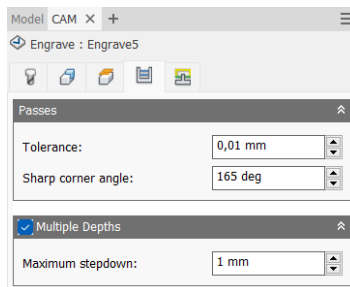 Model CAM × +
Engrave : Engrave5
Passes
Tolerance: 0,01 mm
Sharp corner angle: 165 deg
Multiple Depths
Maximum stepdown: 1 mm